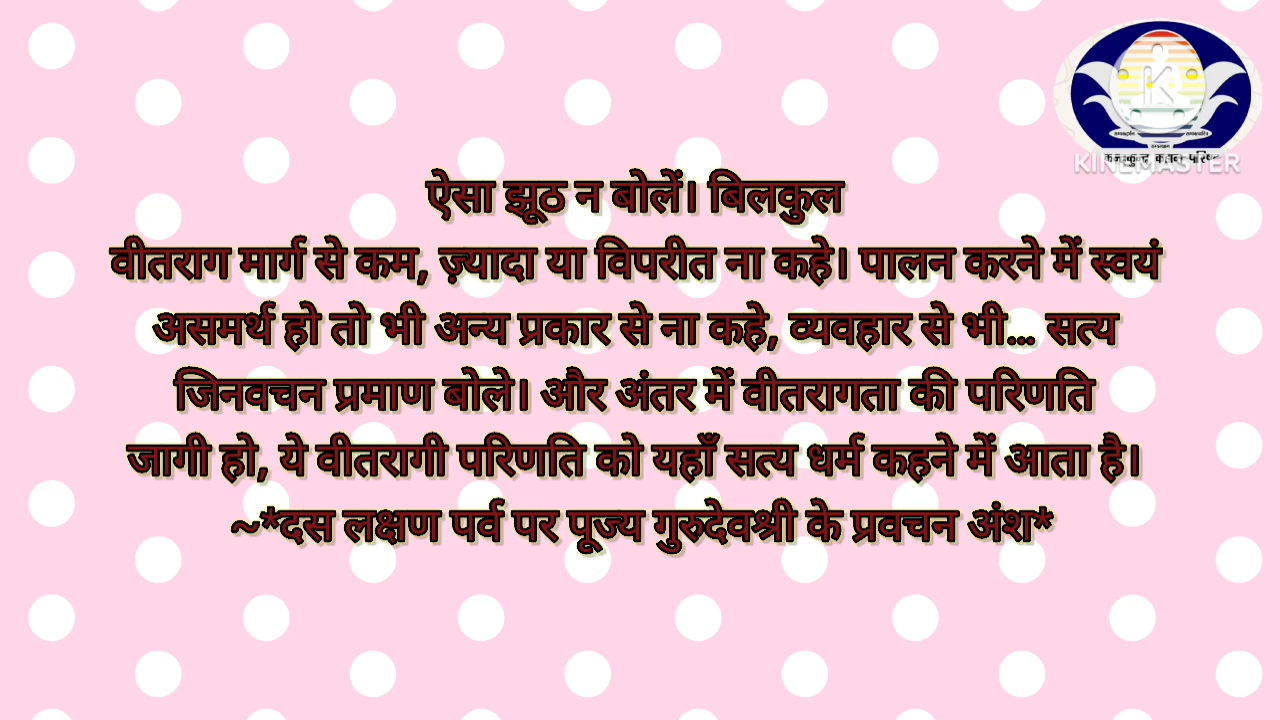 ऐसा झूठ न बोलें। बिलकुल
वीतराग मार्ग से कम, ज़्यादा या विपरीत ना कहे। पालन करने में स्वयं
असमर्थ हो तो भी अन्य प्रकार से ना कहे, व्यवहार से भी... सत्य
जिनवचन प्रमाण बोले। और अंतर में वीतरागता की परिणति
जागी हो, ये वीतरागी परिणति को यहाँ सत्य धर्म कहने में आता है।
~*दस लक्षण पर्व पर पूज्य गुरुदेवश्री के प्रवचन अंश*
KINEMASTER